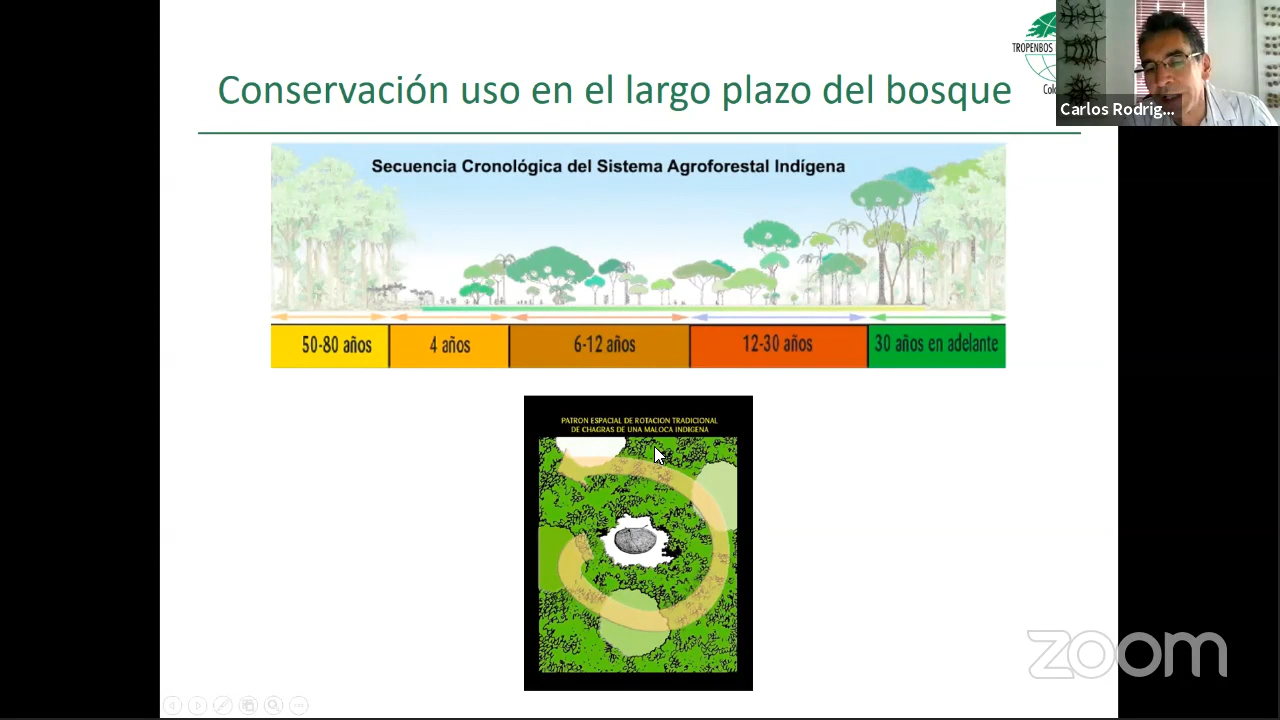 Conservación uso en el largo plazo del bosque
TROPENBOS
Carlos Rodrig...
Secuencia Cronológica del Sistema Agroforestal Indígena
50-80 años
4 años
6-12 años
12-30 años
30 años en adelante
PATRON ESPACIAL DE ROTACION TRADICIONAL
DE CHAGRAS DE UNA MALOCA INDIGENA
zoom